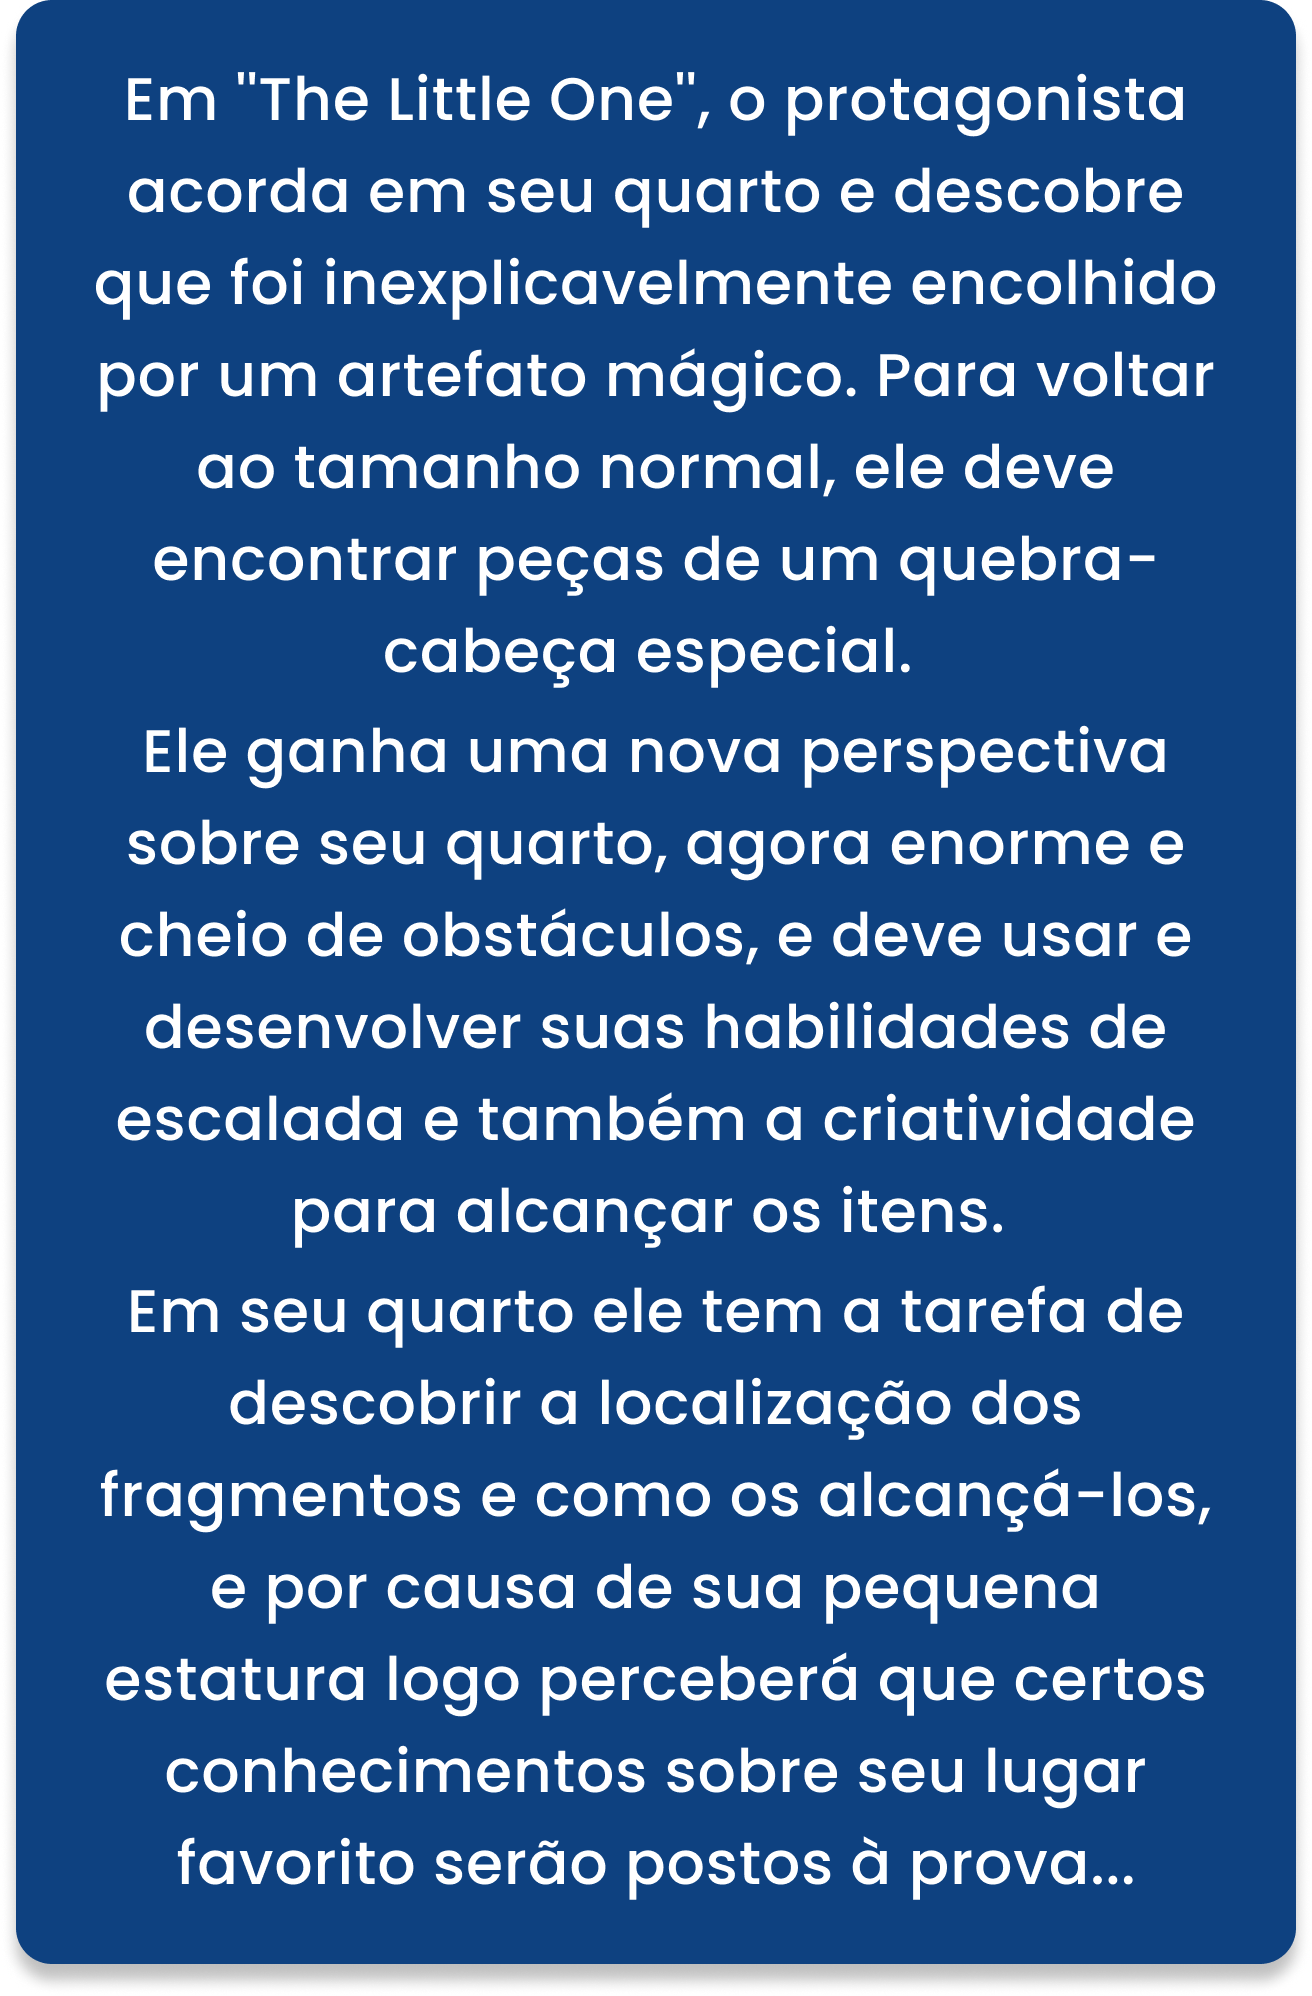 Em "The Little One", o protagonista
acorda em seu quarto e descobre
que foi inexplicavelmente encolhido
por um artefato mágico. Para voltar
ao tamanho normal, ele deve
encontrar peças de um quebra-
cabeça especial.
Ele ganha uma nova perspectiva
sobre seu quarto, agora enorme e
cheio de obstáculos, e deve usar e
desenvolver suas habilidades de
escalada e também a criatividade
para alcançar os itens.
Em seu quarto ele tem a tarefa de
descobrir a localização dos
fragmentos e como os alcançá-los,
e por causa de sua pequena
estatura logo perceberá que certos
conhecimentos sobre seu lugar
favorito serão postos à prova...